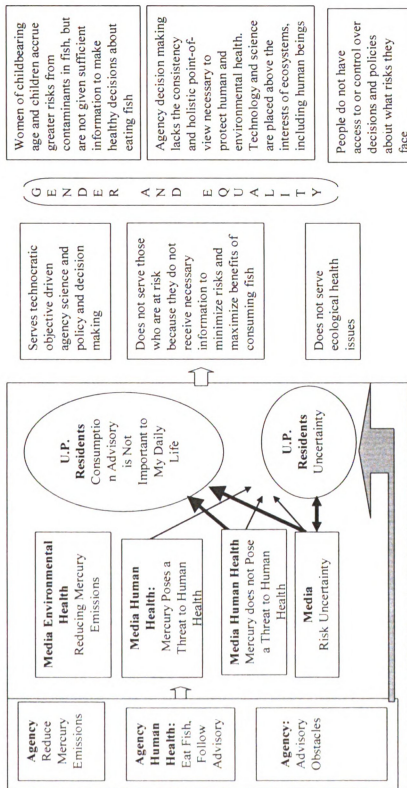 Agency
Reduce
Mercury
Emissions
Agency
Human
Health:
Eat Fish,
Follow
Advisory
Agency:
Advisory
Obstacles
Media Environmental
Health
Reducing Mercury
Emissions
Media Human
Health:
Mercury Poses a
Threat to Human
Health
Media Human Health
Mercury does not Pose
a Threat to Human
Health
Media
Risk Uncertainty
U.P.
Residents
Consumptio
n Advisory
is Not
Important to
My Daily
Life
U.P.
Residents
Uncertainty
Serves technocratic
objective driven
agency science and
policy and decision
making
Does not serve those
who are at risk
because they do not
receive necessary
information to
minimize risks and
maximize benefits of
consuming fish
Does not serve
ecological health
issues
GENDER AND EQUALITY
Women of childbearing
age and children accrue
greater risks from
contaminants in fish, but
are not given sufficient
information to make
healthy decisions about
eating fish
Agency decision making
lacks the consistency
and holistic point-of-
view necessary to
protect human and
environmental health.
Technology and science
are placed above the
interests of ecosystems,
including human beings
People do not have
access to or control over
decisions and policies
about what risks they
face